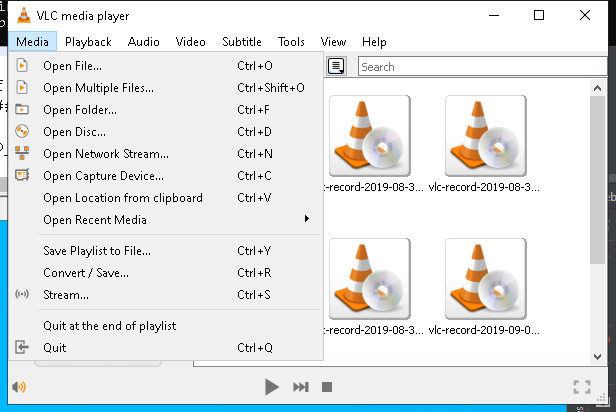 VLC media player
Media Playback Audio Video Subtitle Tools View Help
Open File... Ctrl+O
Open Multiple Files... Ctrl+Shift+O
Open Folder... Ctrl+F
Open Disc... Ctrl+D
Open Network Stream... Ctrl+N
Open Capture Device... Ctrl+C
Open Location from clipboard Ctrl+V
Open Recent Media
Save Playlist to File... Ctrl+Y
Convert / Save... Ctrl+R
Stream... Ctrl+S
Quit at the end of playlist
Quit Ctrl+Q
Search
c-record-2019-08-3... vlc-record-2019-08-3...
c-record-2019-08-3... vlc-record-2019-09-0...